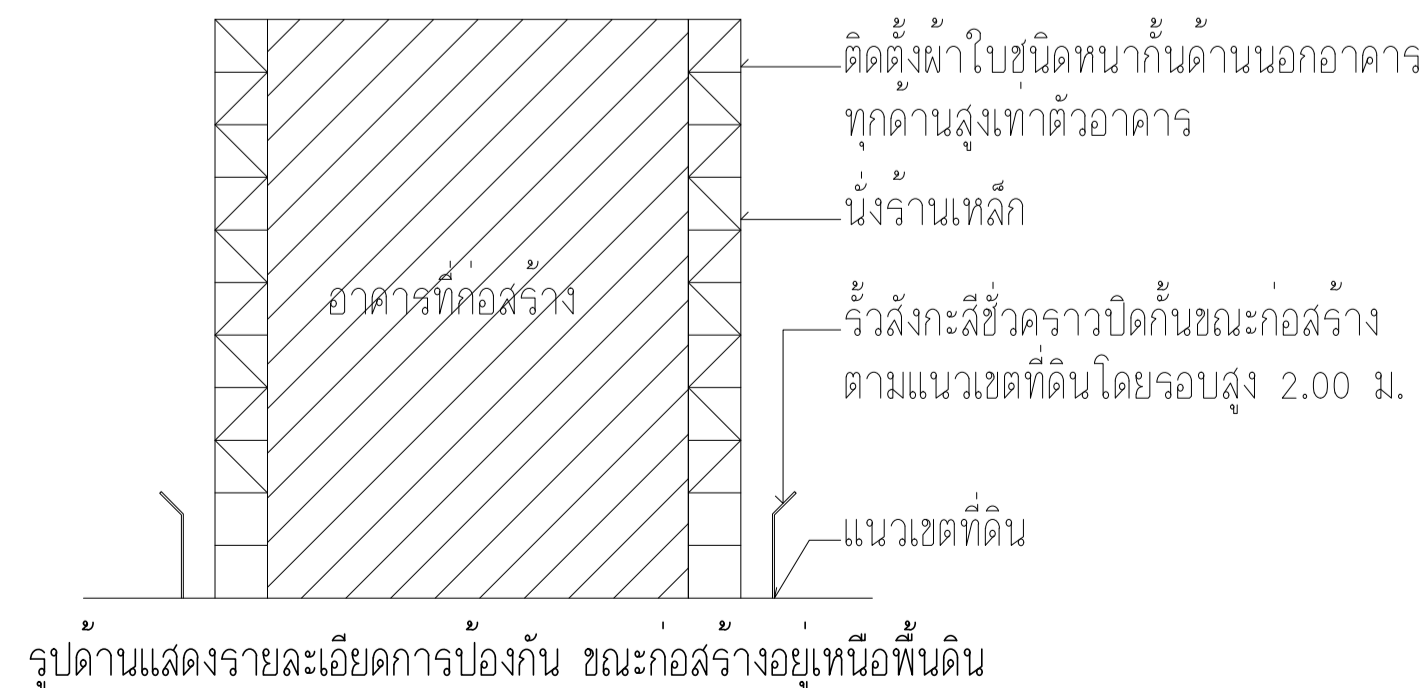 ติดตั้งผ้าใบชนิดหนากั้นด้านนอกอาคาร
ทุกด้านสูงเท่าตัวอาคาร
นั่งร้านเหล็ก
อาคารที่ก่อสร้าง
รั้วสังกะสีชั่วคราวปิดกั้นขณะก่อสร้าง
ตามแนวเขตที่ดินโดยรอบสูง 2.00 ม.
แนวเขตที่ดิน
รูปด้านแสดงรายละเอียดการป้องกัน ขณะก่อสร้างอยู่เหนือพื้นดิน